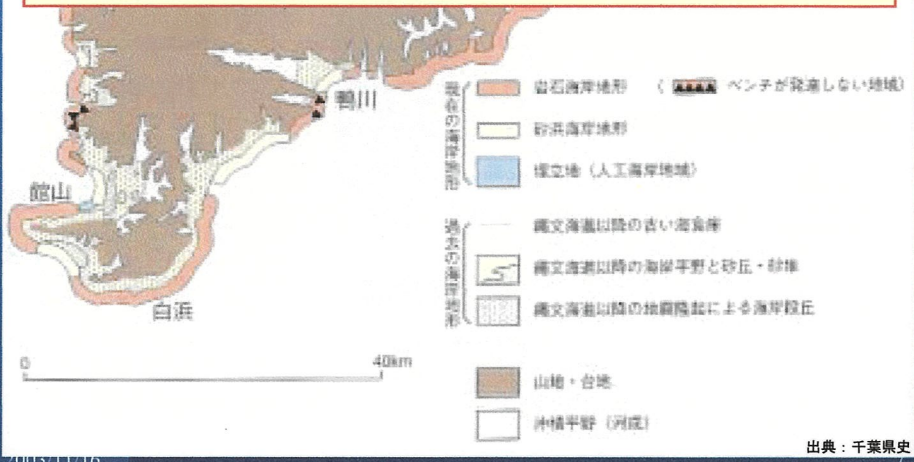 鴨川
館山
白浜
0 40km
現在の海岸地形
岩石海岸地形 ( ベンチが発達しない地域)
砂浜海岸地形
埋立地（人工海岸地域）
過去の海岸地形
縄文海進以降の古い海食崖
縄文海進以降の海岸平野と砂丘・砂堆
縄文海進以降の地震隆起による海岸段丘
山地・台地
沖積平野（河成）
出典：千葉県史